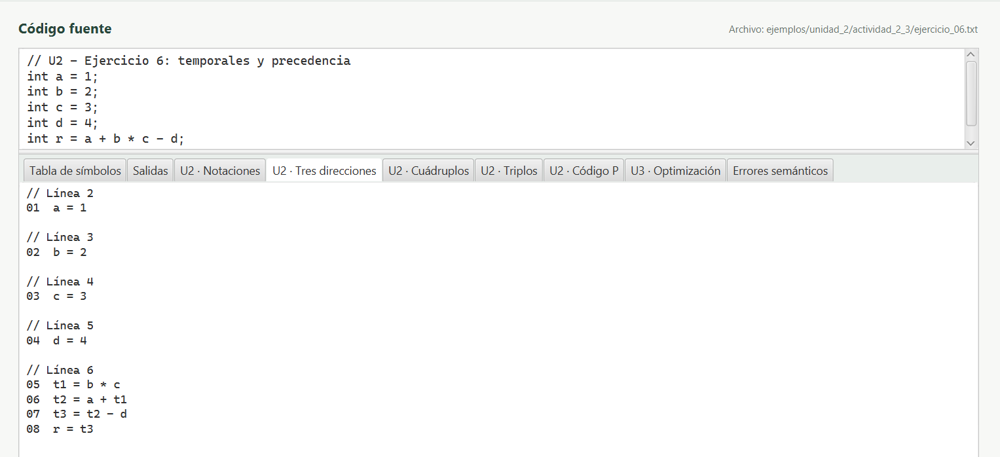 Código fuente
Archivo: ejemplos/unidad_2/actividad_2_3/ejercicio_06.txt
// U2 - Ejercicio 6: temporales y precedencia
int a = 1;
int b = 2;
int c = 3;
int d = 4;
int r = a + b * c - d;
Tabla de símbolos
Salidas
U2 · Notaciones
U2 · Tres direcciones
U2 · Cuádruplos
U2 · Triplos
U2 · Código P
U3 · Optimización
Errores semánticos
// Línea 2
01  a = 1
// Línea 3
02  b = 2
// Línea 4
03  c = 3
// Línea 5
04  d = 4
// Línea 6
05  t1 = b * c
06  t2 = a + t1
07  t3 = t2 - d
08  r = t3